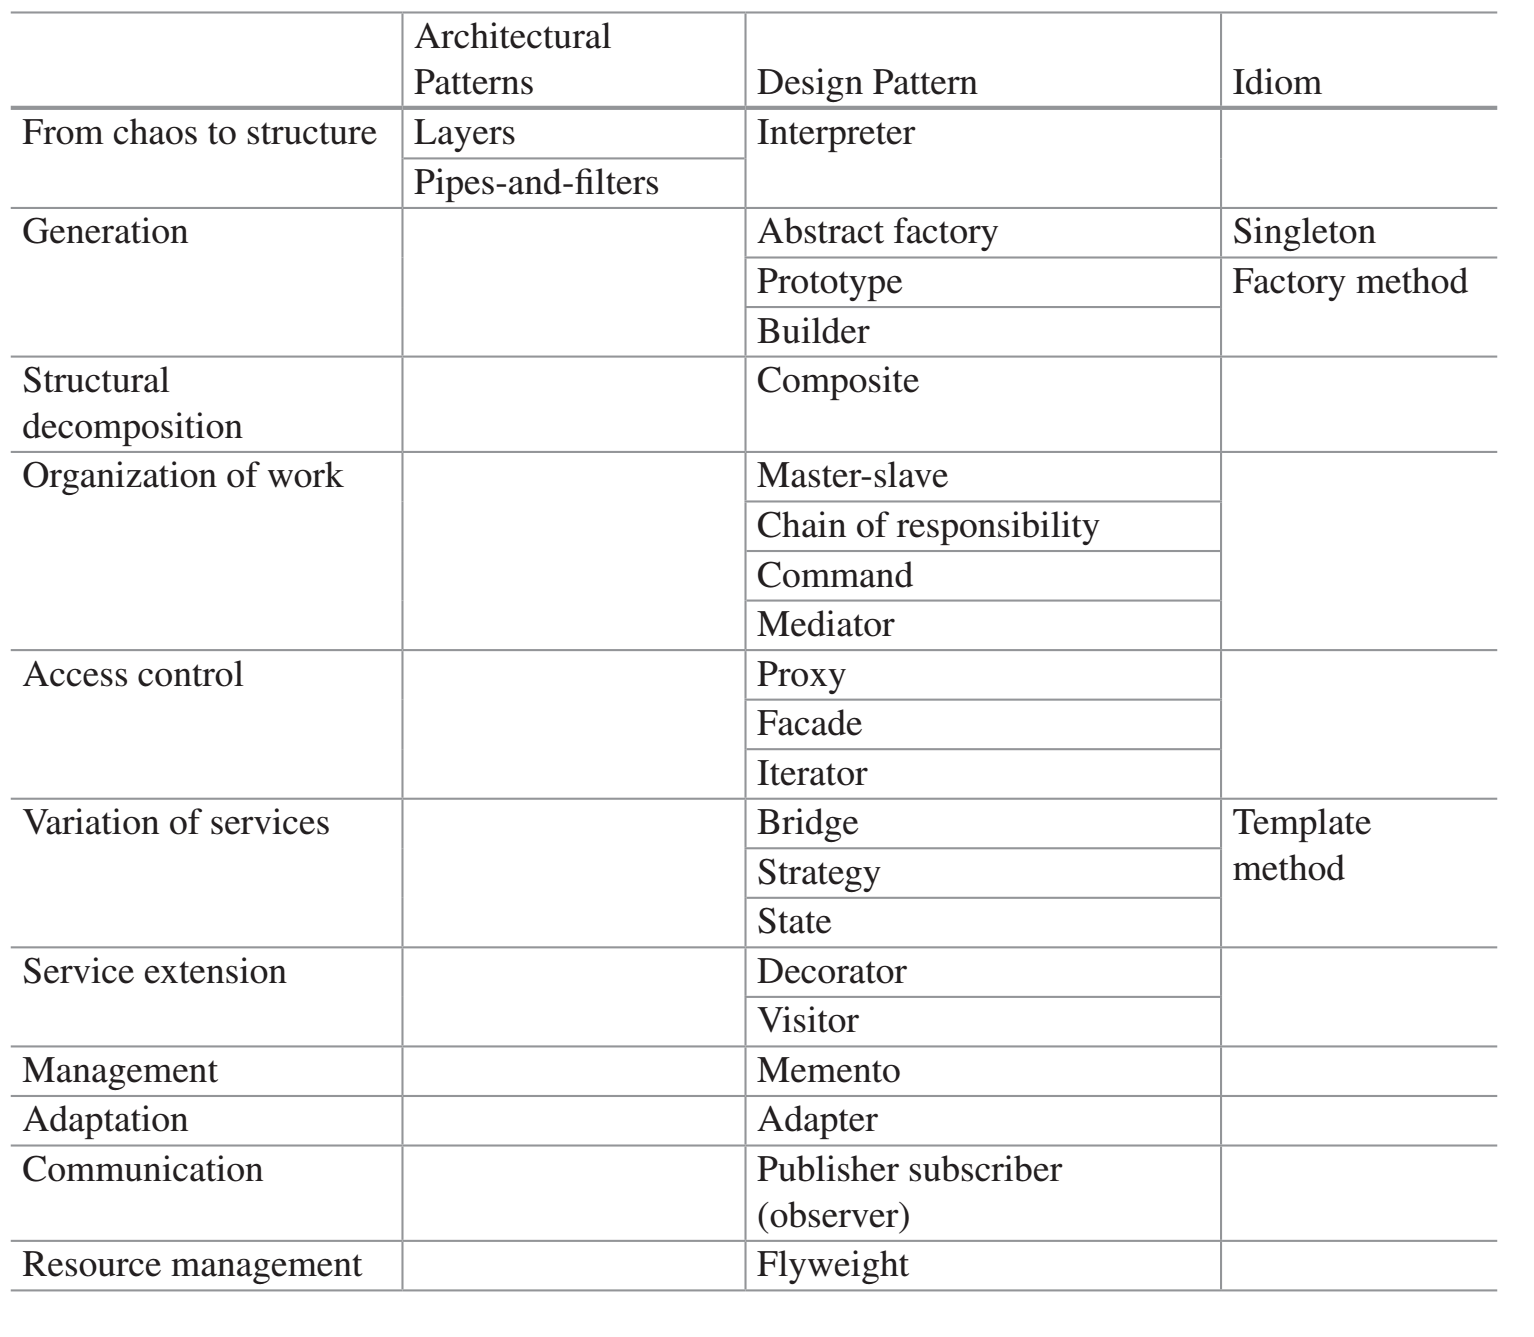 Architectural
Patterns Design Pattern Idiom
From chaos to structure Layers Interpreter
Pipes-and-filters
Generation Abstract factory Singleton
Prototype Factory method
Builder
Structural Composite
decomposition
Organization of work Master-slave
Chain of responsibility
Command
Mediator
Access control Proxy
Facade
Iterator
Variation of services Bridge Template
Strategy method
State
Service extension Decorator
Visitor
Management Memento
Adaptation Adapter
Communication Publisher subscriber
(observer)
Resource management Flyweight